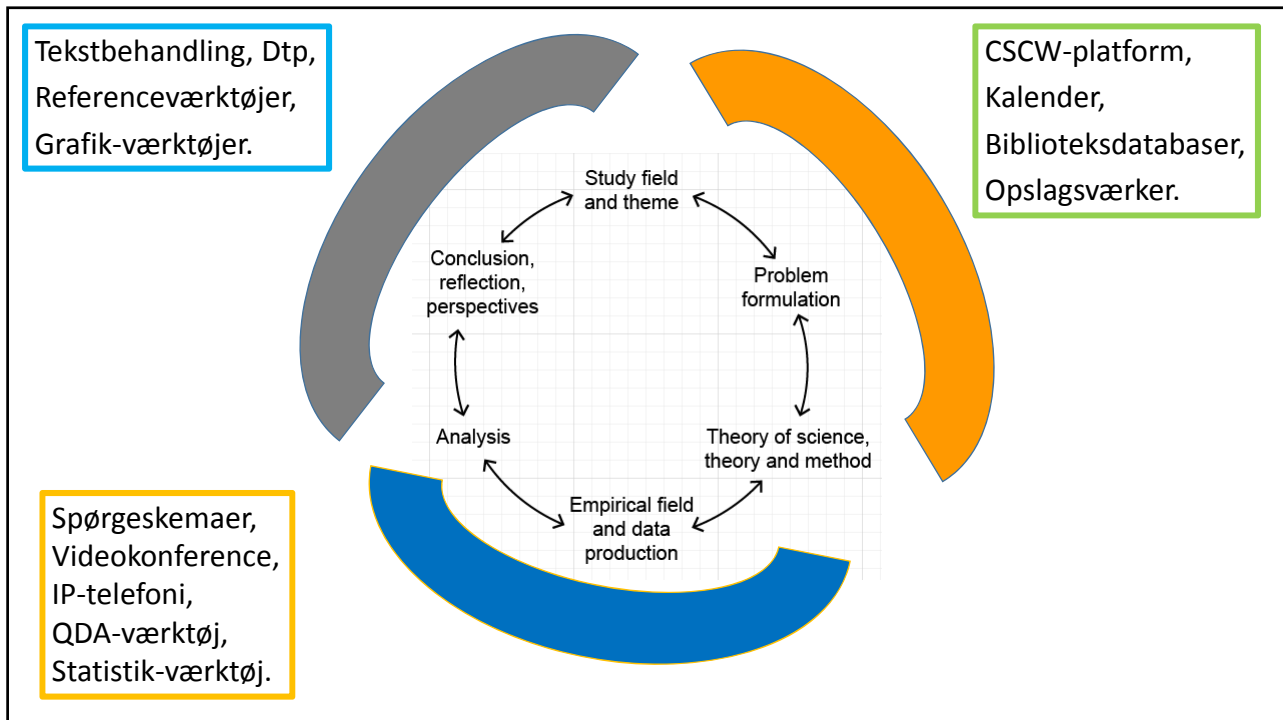 Tekstbehandling, Dtp,
Referenceværktøjer,
Grafik-værktøjer.
CSCW-platform,
Kalender,
Biblioteksdatabaser,
Opslagsværker.
Study field
and theme
Problem
formulation
Theory of science,
theory and method
Empirical field
and data
production
Analysis
Conclusion,
reflection,
perspectives
Spørgeskemaer,
Videokonference,
IP-telefoni,
QDA-værktøj,
Statistik-værktøj.